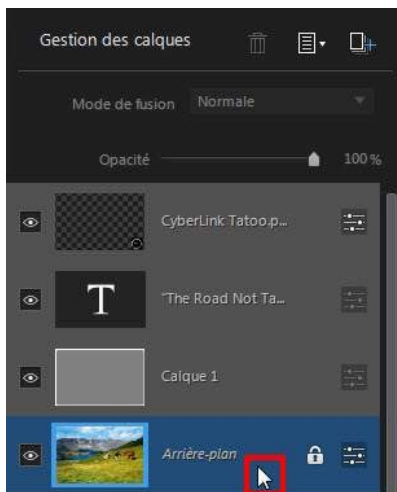 Gestion des calques
Mode de fusion Normale
Opacité 100 %
CyberLink Tatoo.p...
T
"The Road Not Ta...
Calque 1
Arrière-plan